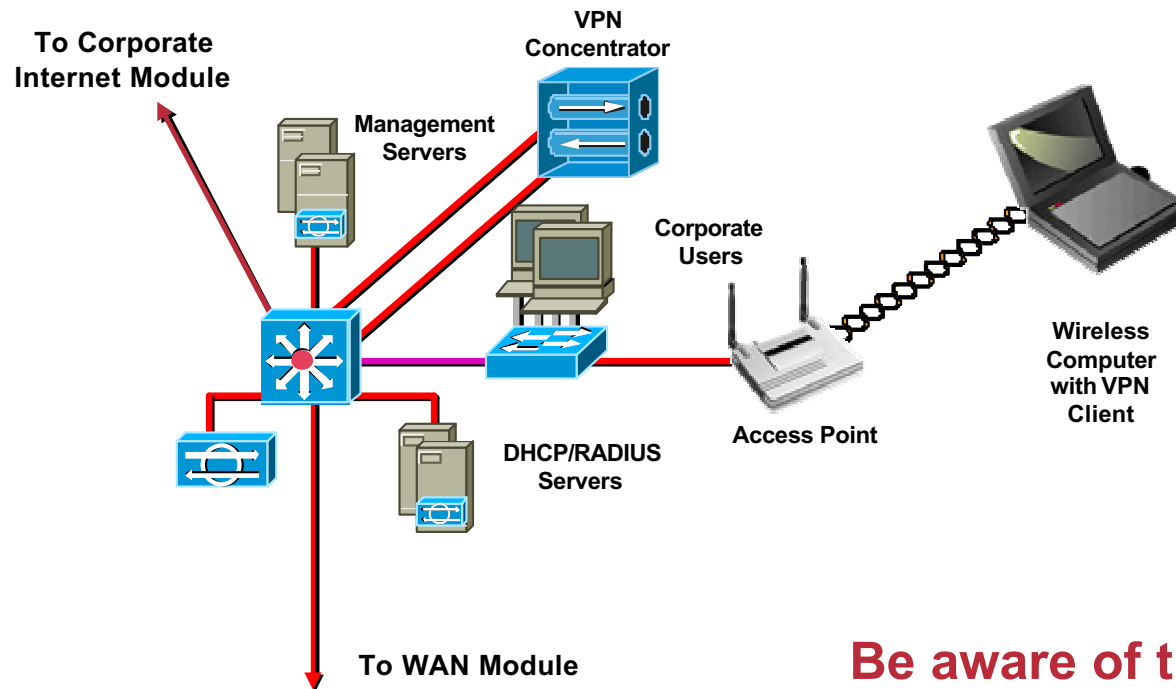 To Corporate
Internet Module
VPN
Concentrator
Management
Servers
Corporate
Users
Wireless
Computer
with VPN
Client
Access Point
DHCP/RADIUS
Servers
To WAN Module
Be aware of t